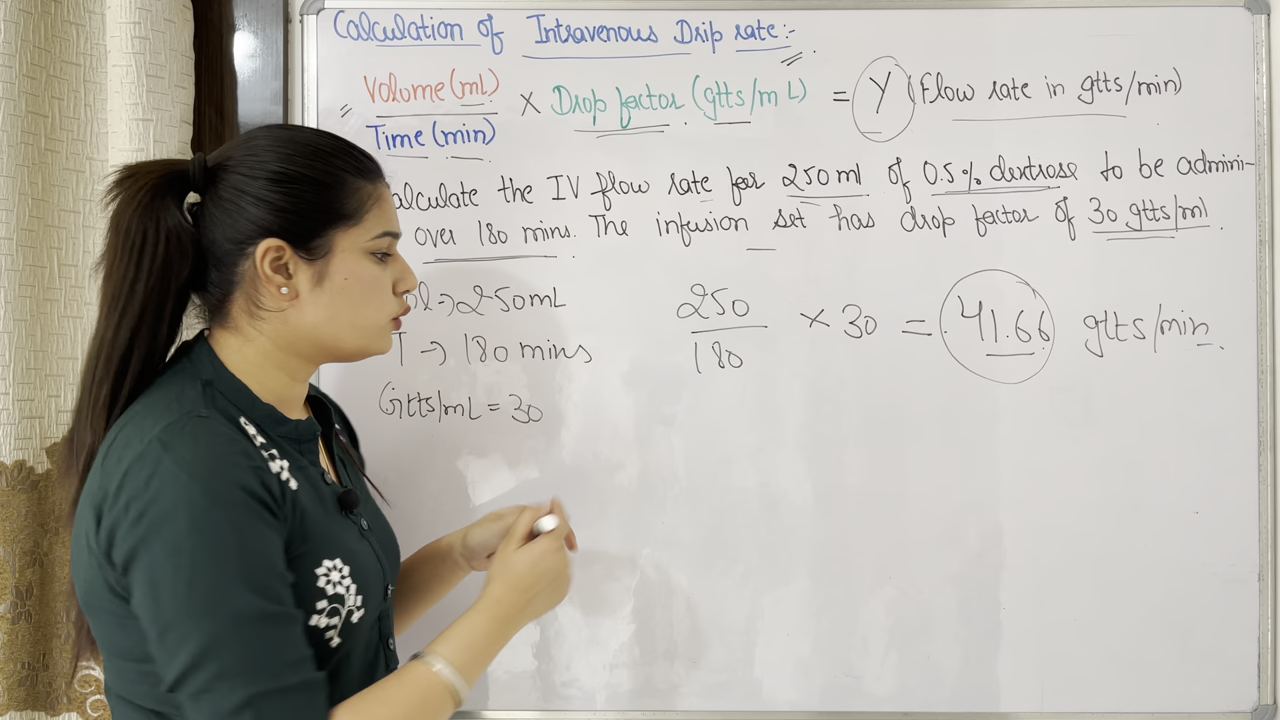 Calculation of Intravenous Drip rate:-
Volume (mL)
Time (min)
× Drop factor (gtts/mL) = Y (Flow rate in gtts/min)
alculate the IV flow rate for 250 ml of 0.5% dextrose to be admini-
over 180 mins. The infusion set has drop factor of 30 gtts/ml.
ol → 250mL
T → 180 mins
Gtts/mL = 30
250
180
× 30 = 41.66 gtts/min.